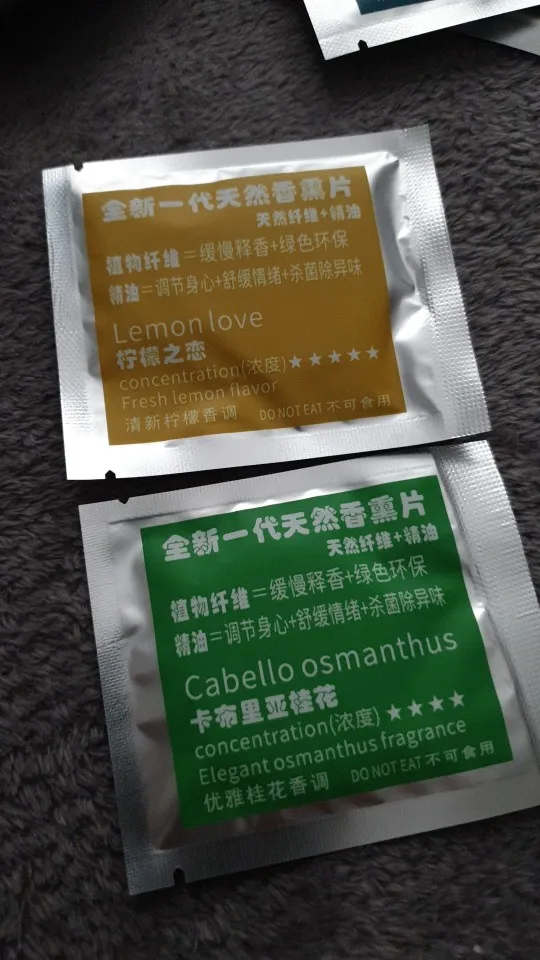 全新一代天然香熏片
天然纤维+精油
植物纤维=缓慢释香+绿色环保
精油=调节身心+舒缓情绪+杀菌除异味
Lemon love
柠檬之恋
concentration(浓度)★★★★★
Fresh lemon flavor
清新柠檬香调 DO NOT EAT 不可食用
全新一代天然香熏片
天然纤维+精油
植物纤维=缓慢释香+绿色环保
精油=调节身心+舒缓情绪+杀菌除异味
Cabello osmanthus
卡布里亚桂花
concentration(浓度)★★★★
Elegant osmanthus fragrance
优雅桂花香调 DO NOT EAT 不可食用